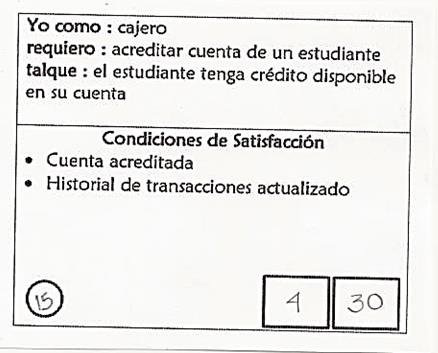 Yo como : cajero
requiero : acreditar cuenta de un estudiante
talque : el estudiante tenga crédito disponible
en su cuenta
Condiciones de Satisfacción
• Cuenta acreditada
• Historial de transacciones actualizado
15 4 30